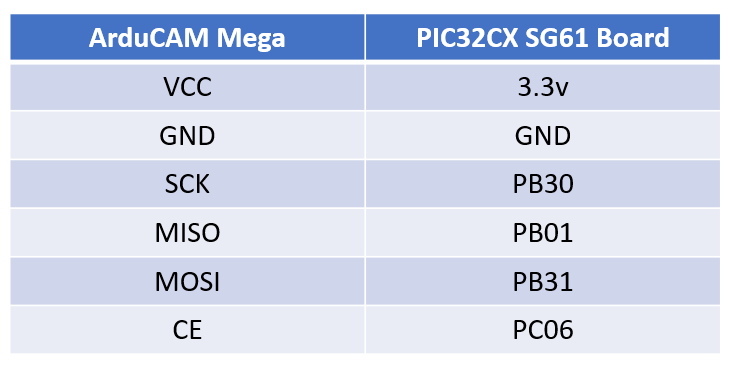 ArduCAM Mega PIC32CX SG61 Board
VCC 3.3v
GND GND
SCK PB30
MISO PB01
MOSI PB31
CE PC06